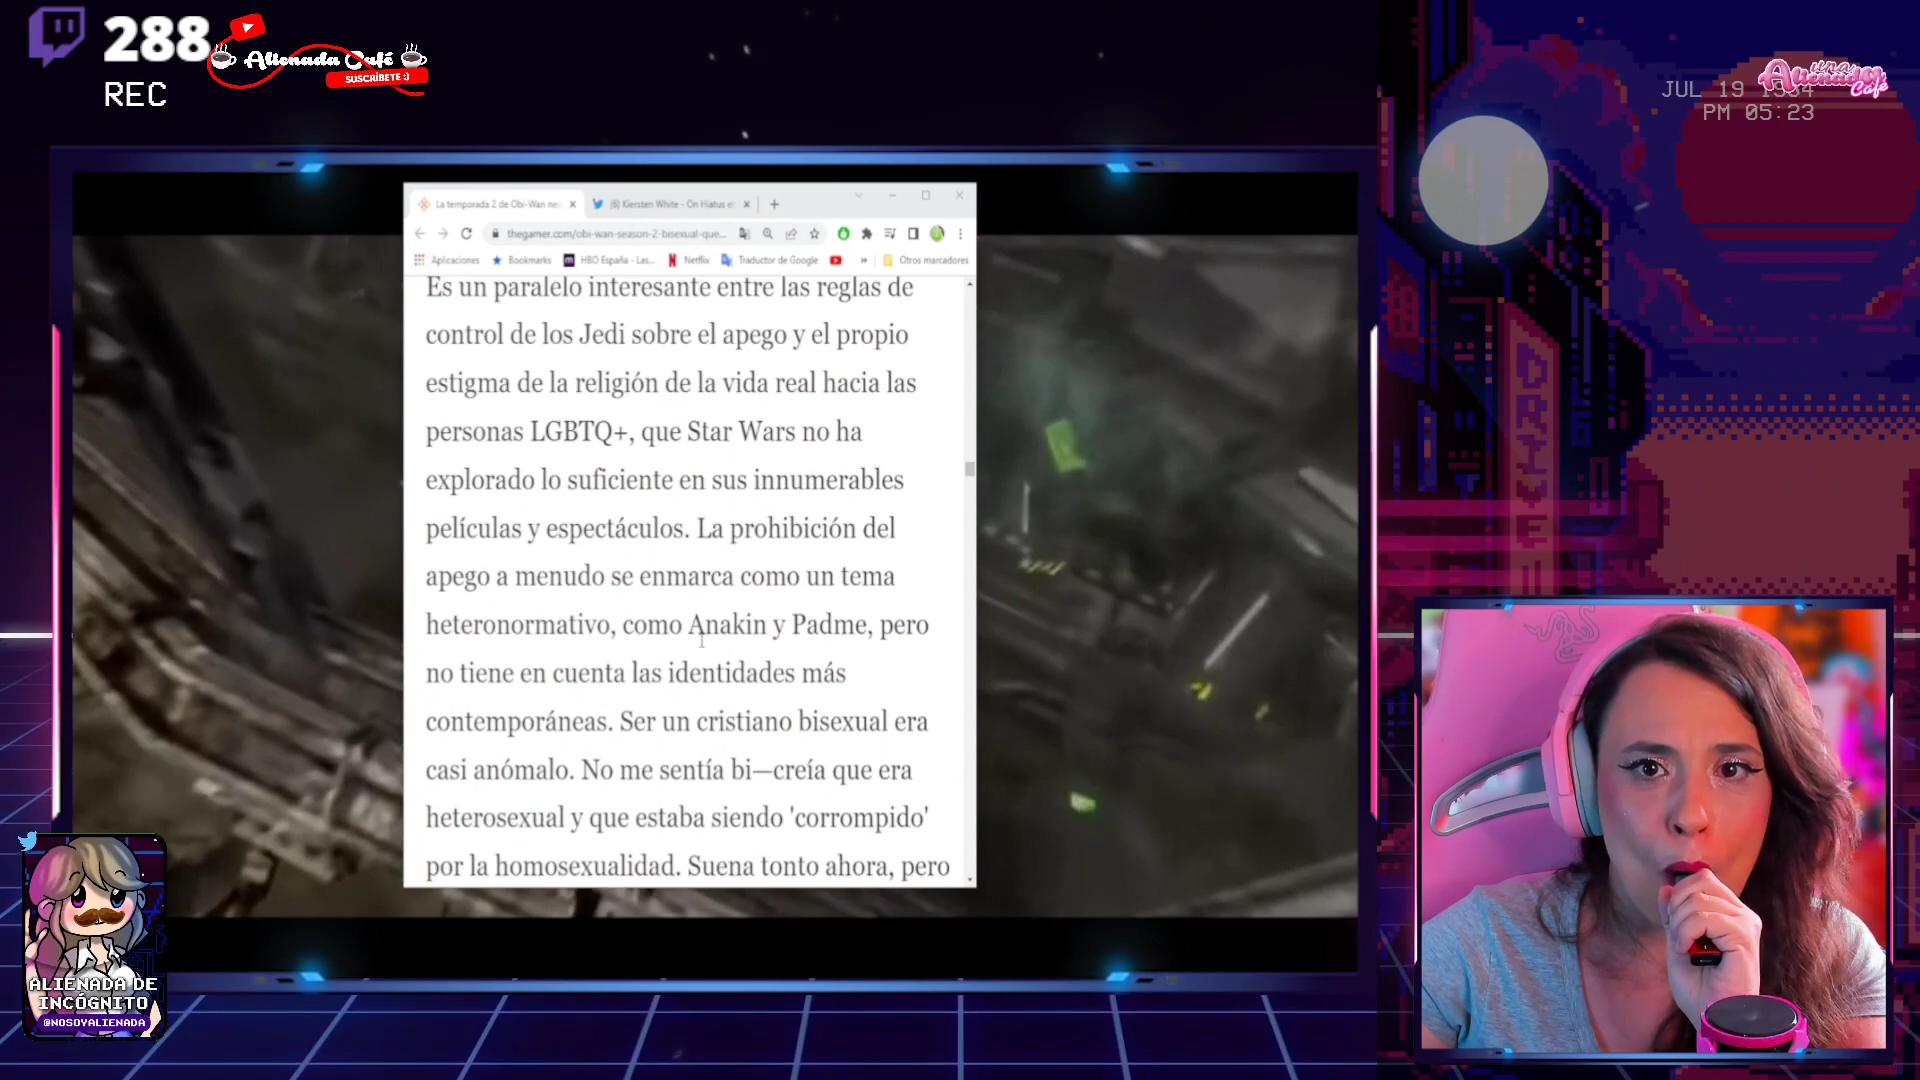 288
REC
Alienada Café
SUSCRÍBETE :)
una
Alienada
Café
JUL 19
PM 05:23
La temporada 2 de Obi-Wan ne
(6) Kiersten White - On Hiatus e
thegamer.com/obi-wan-season-2-bisexual-que...
Aplicaciones
Bookmarks
HBO España - Las...
Netflix
Traductor de Google
Otros marcadores
Es un paralelo interesante entre las reglas de
control de los Jedi sobre el apego y el propio
estigma de la religión de la vida real hacia las
personas LGBTQ+, que Star Wars no ha
explorado lo suficiente en sus innumerables
películas y espectáculos. La prohibición del
apego a menudo se enmarca como un tema
heteronormativo, como Anakin y Padme, pero
no tiene en cuenta las identidades más
contemporáneas. Ser un cristiano bisexual era
casi anómalo. No me sentía bi—creía que era
heterosexual y que estaba siendo 'corrompido'
por la homosexualidad. Suena tonto ahora, pero
DRIVE
ALIENADA DE
INCÓGNITO
@NOSOYALIENADA